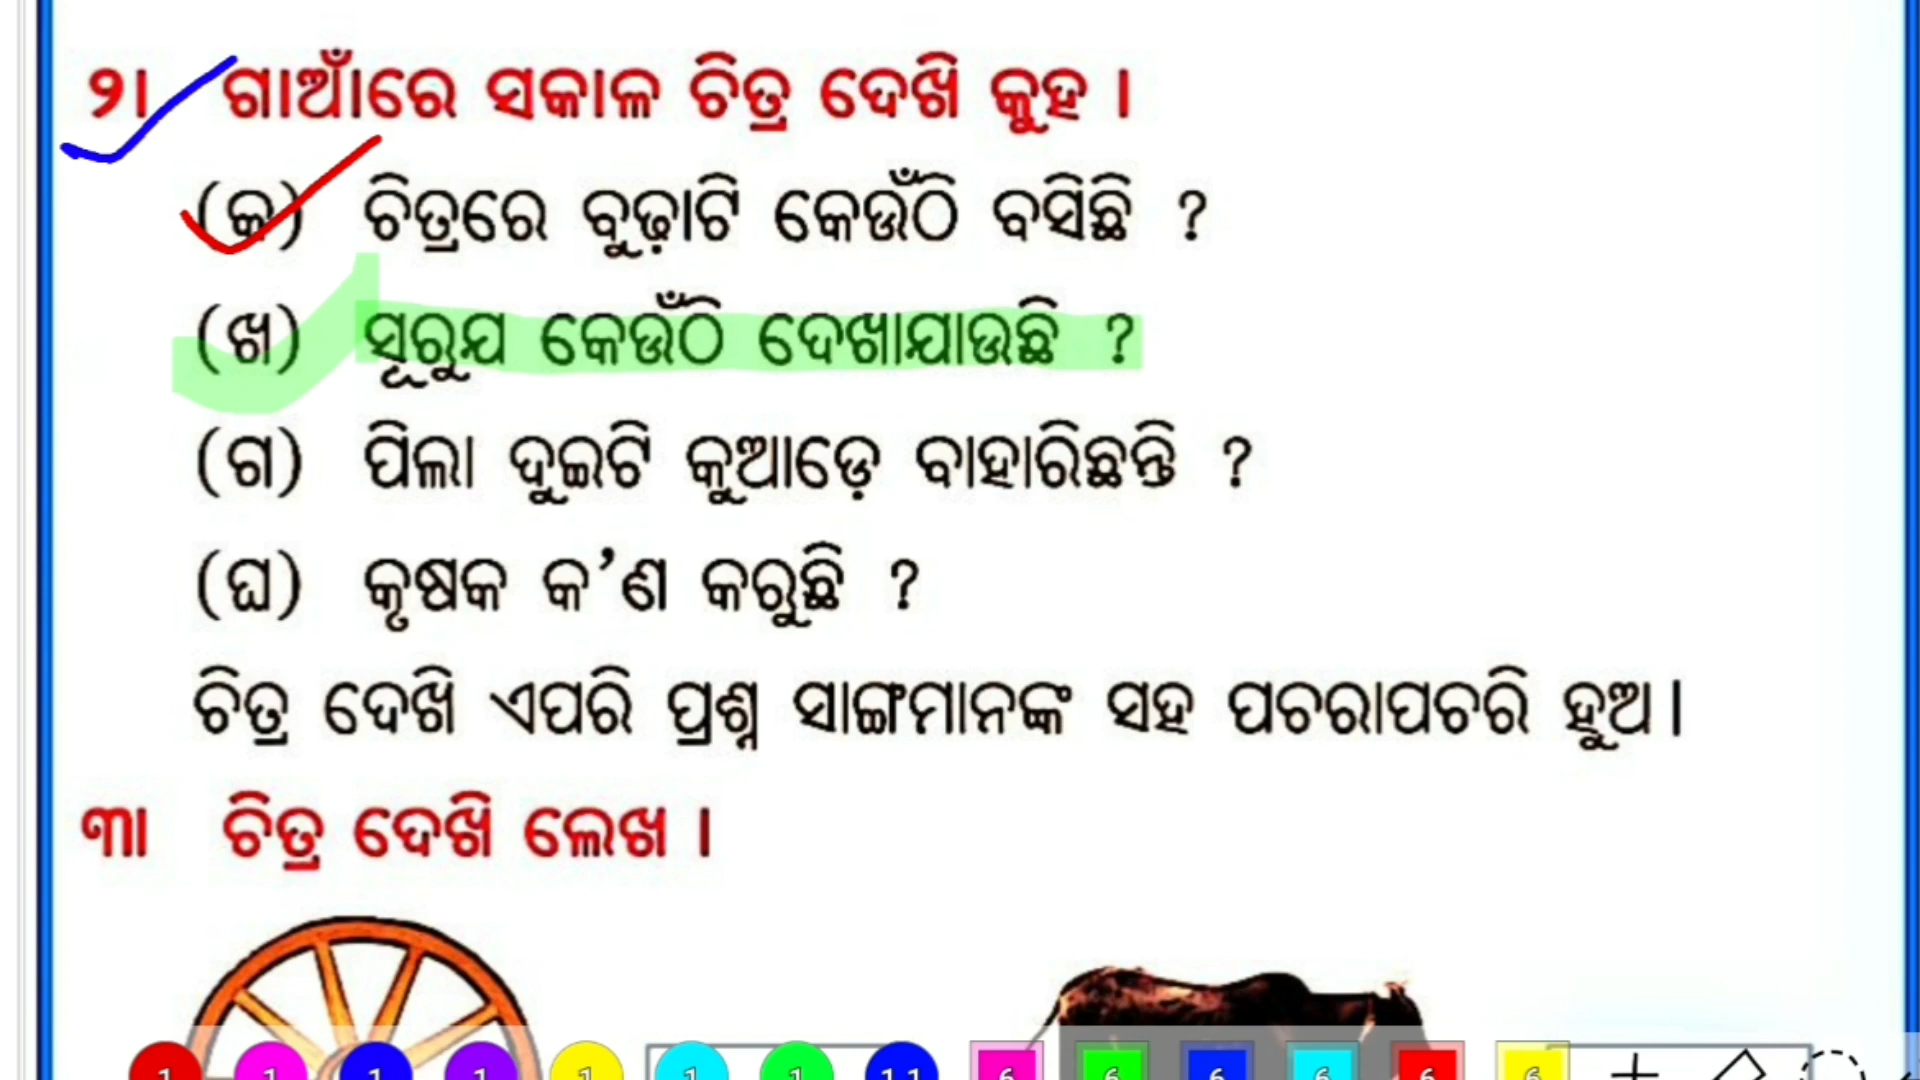 ୨। ଗାଆଁରେ ସକାଳ ଚିତ୍ର ଦେଖି କୁହ ।
(କ) ଚିତ୍ରରେ ବୁଢ଼ାଟି କେଉଁଠି ବସିଛି ?
(ଖ) ସୂରୁଯ କେଉଁଠି ଦେଖାଯାଉଛି ?
(ଗ) ପିଲା ଦୁଇଟି କୁଆଡ଼େ ବାହାରିଛନ୍ତି ?
(ଘ) କୃଷକ କ’ଣ କରୁଛି ?
ଚିତ୍ର ଦେଖି ଏପରି ପ୍ରଶ୍ନ ସାଙ୍ଗମାନଙ୍କ ସହ ପଚରାପଚରି ହୁଅ।
୩। ଚିତ୍ର ଦେଖି ଲେଖ ।